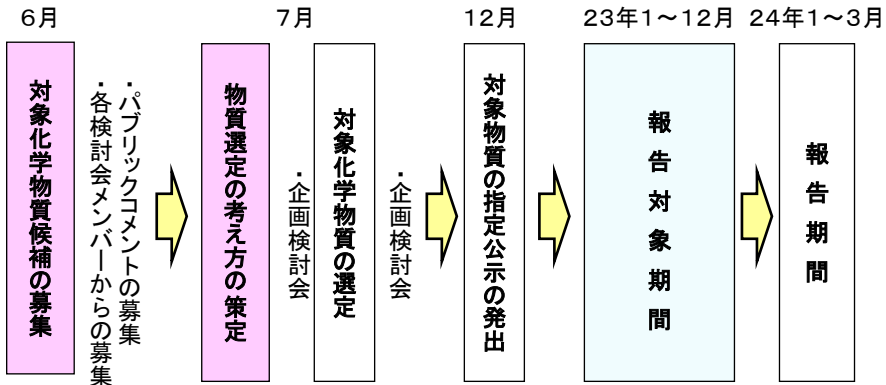 6月
7月
12月
23年1~12月
24年1~3月
対象化学物質候補の募集
・パブリックコメントの募集
・各検討会メンバーからの募集
物質選定の考え方の策定
・企画検討会
対象化学物質の選定
・企画検討会
対象物質の指定公示の発出
報告対象期間
報告期間